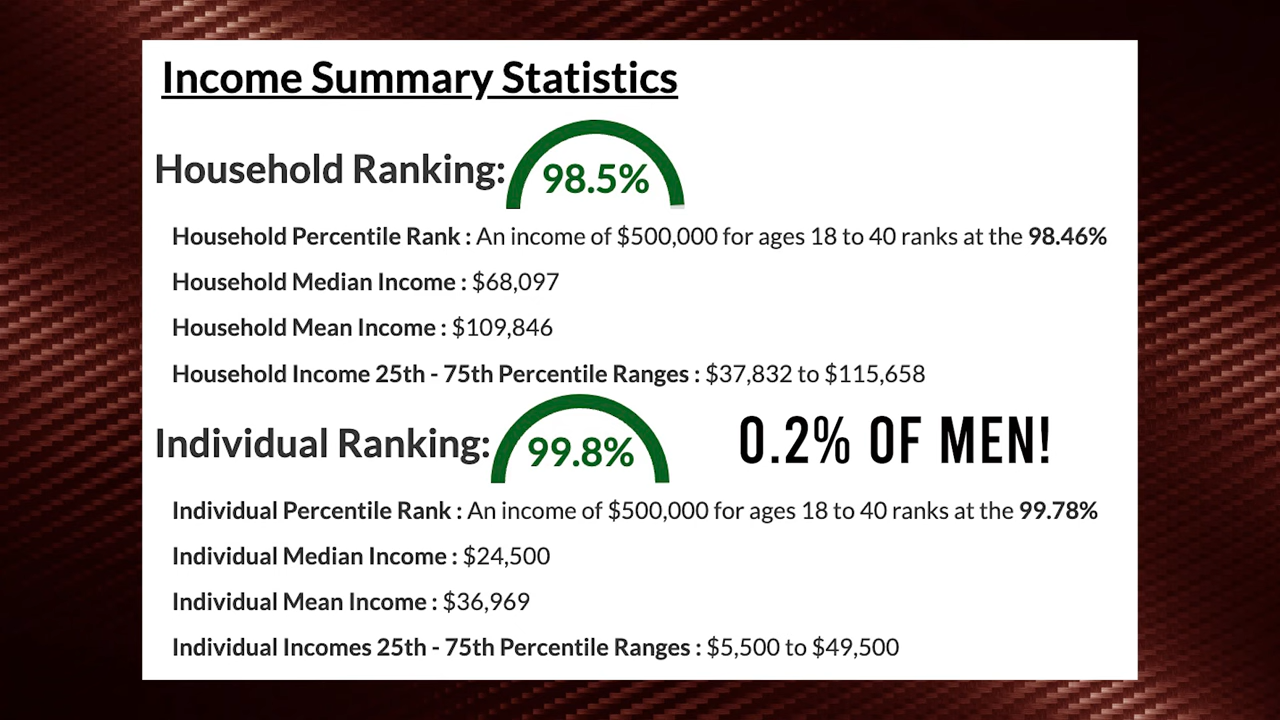 Income Summary Statistics
Household Ranking: 98.5%
Household Percentile Rank : An income of $500,000 for ages 18 to 40 ranks at the 98.46%
Household Median Income : $68,097
Household Mean Income : $109,846
Household Income 25th - 75th Percentile Ranges : $37,832 to $115,658
Individual Ranking: 99.8% 0.2% OF MEN!
Individual Percentile Rank : An income of $500,000 for ages 18 to 40 ranks at the 99.78%
Individual Median Income : $24,500
Individual Mean Income : $36,969
Individual Incomes 25th - 75th Percentile Ranges : $5,500 to $49,500